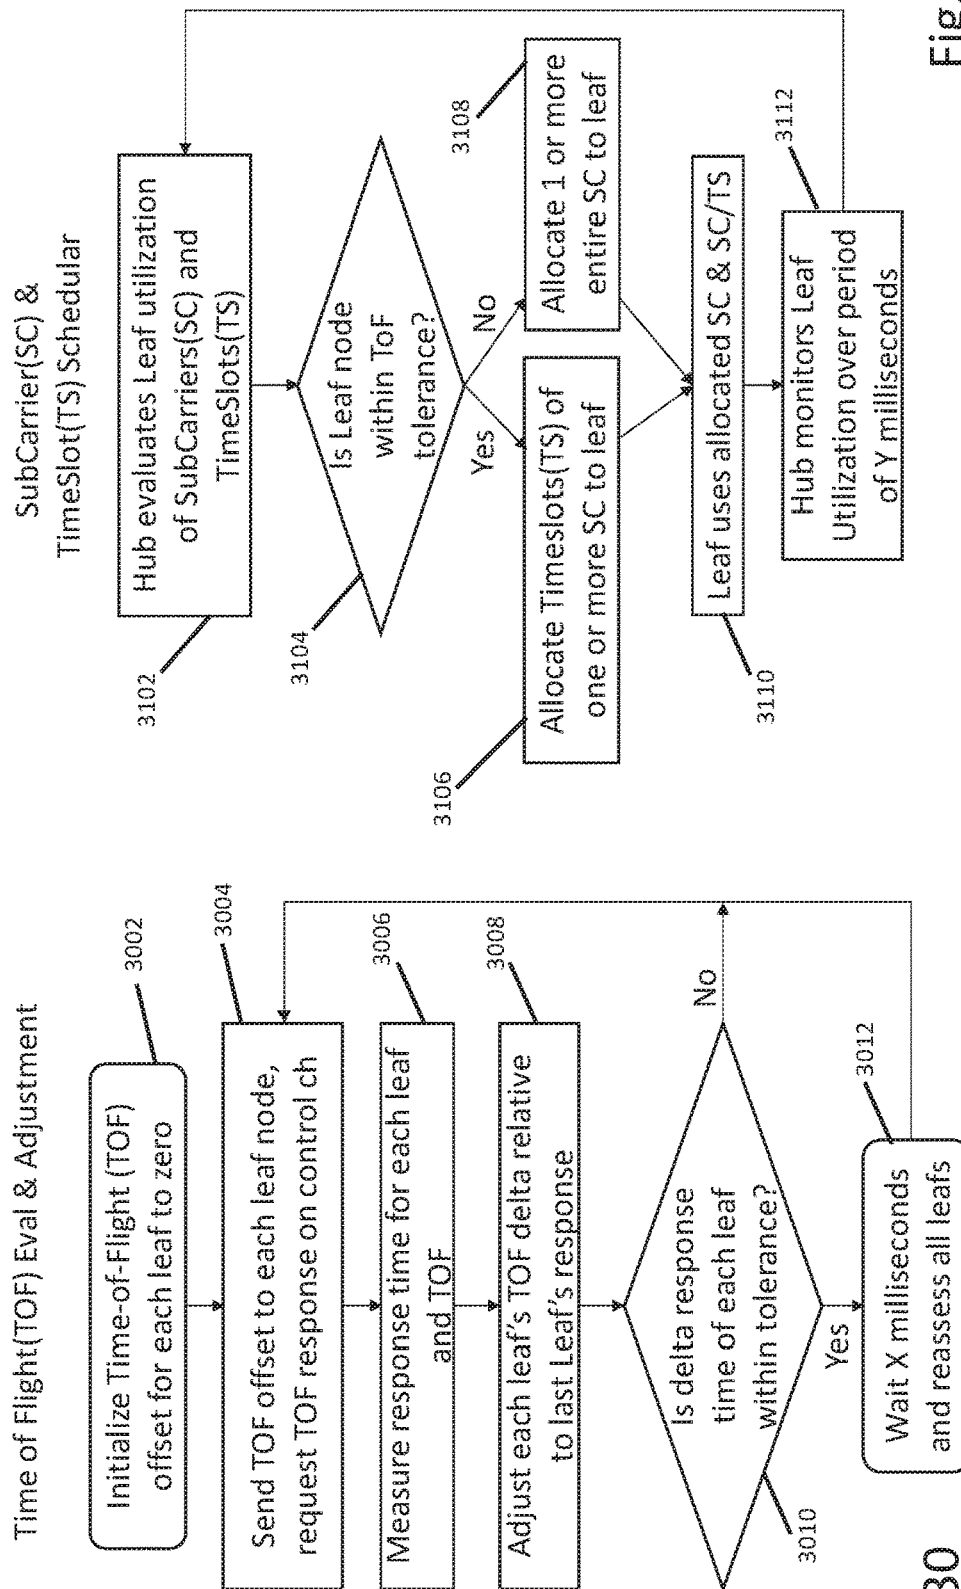 Time of Flight(TOF) Eval & Adjustment
Initialize Time-of-Flight (TOF)
offset for each leaf to zero
3002
Send TOF offset to each leaf node,
request TOF response on control ch
3004
Measure response time for each leaf
and TOF
3006
Adjust each leaf's TOF delta relative
to last Leaf's response
3008
Is delta response
time of each leaf
within tolerance?
3010
No
Yes
Wait X milliseconds
and reassess all leafs
3012
30
SubCarrier(SC) &
TimeSlot(TS) Schedular
Hub evaluates Leaf utilization
of SubCarriers(SC) and
TimeSlots(TS)
3102
Is Leaf node
within ToF
tolerance?
3104
Yes
No
Allocate Timeslots(TS) of
one or more SC to leaf
3106
Allocate 1 or more
entire SC to leaf
3108
Leaf uses allocated SC & SC/TS
3110
Hub monitors Leaf
Utilization over period
of Y milliseconds
3112
Fig.